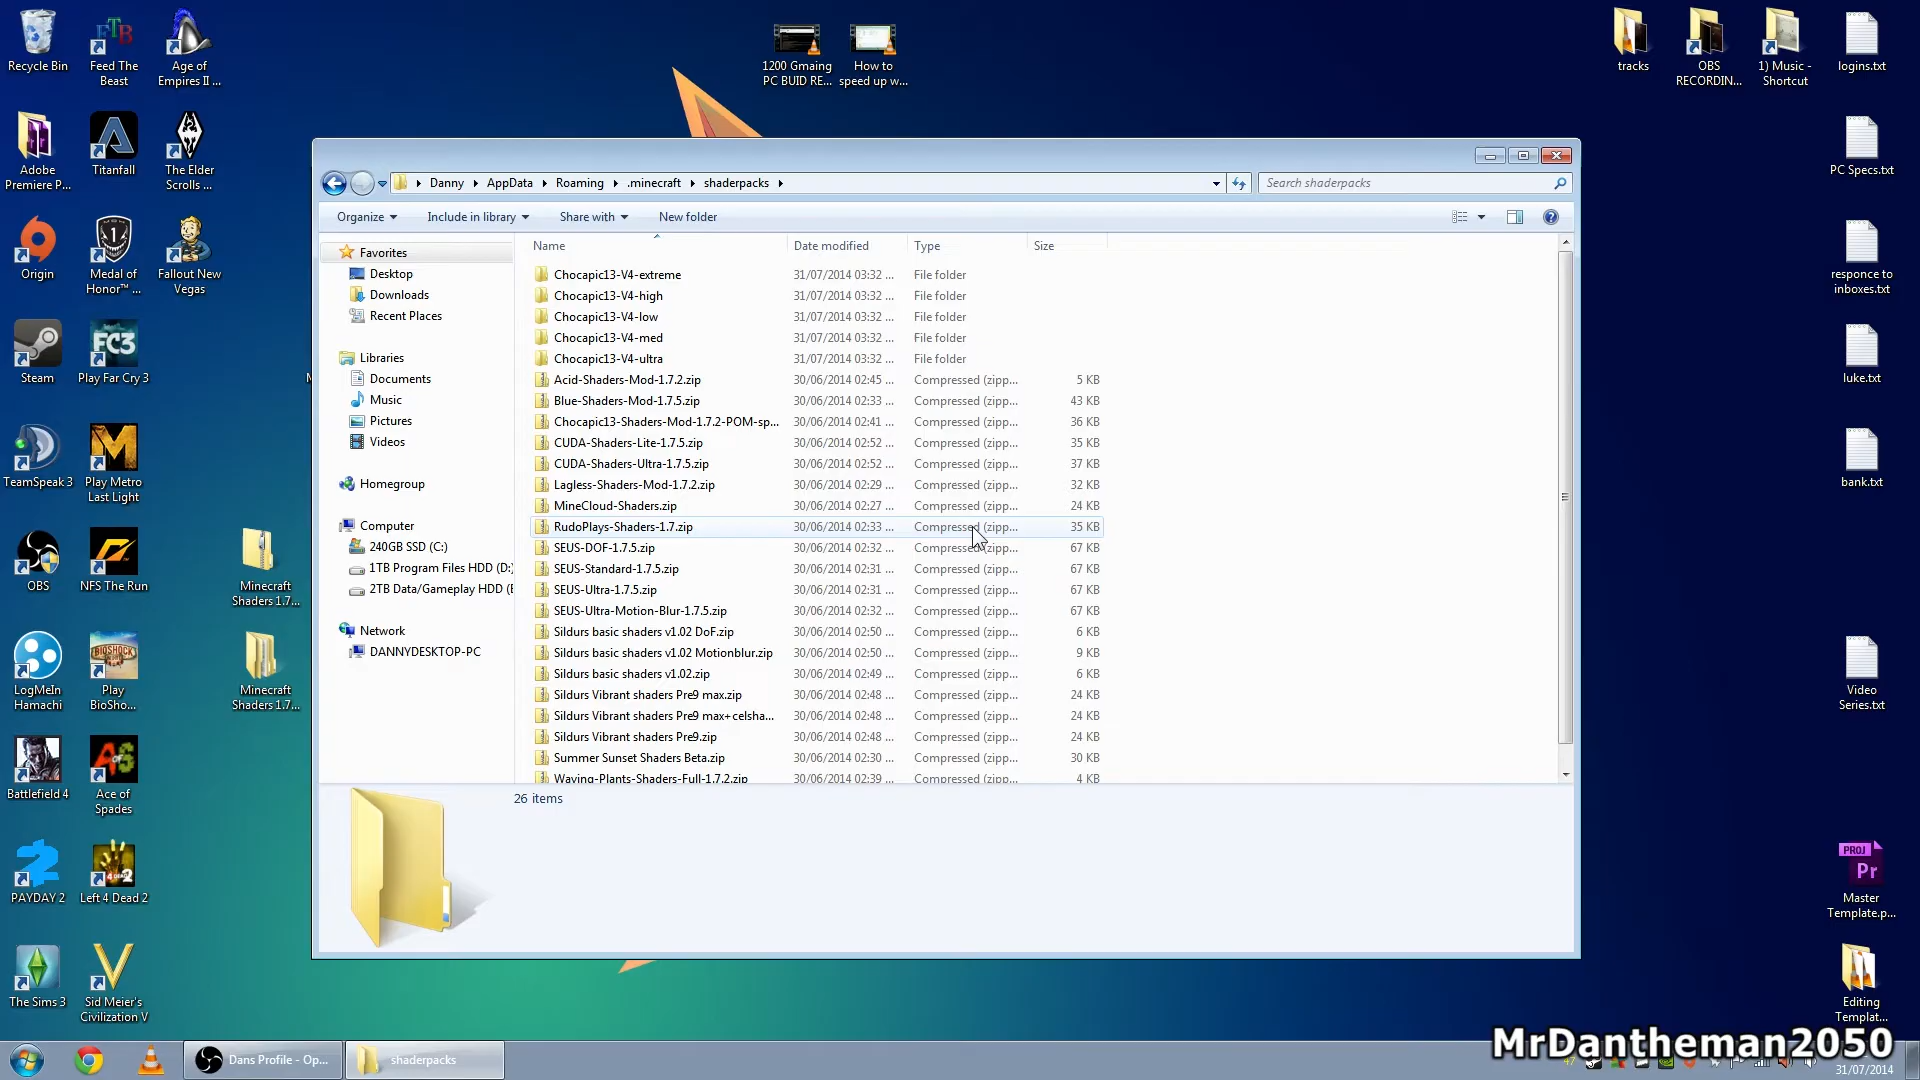 Recycle Bin
Feed The
Beast
Age of
Empires II ...
1200 Gmaing
PC BUID RE...
How to
speed up w...
tracks
OBS
RECORDIN...
1) Music -
Shortcut
logins.txt
Adobe
Premiere P...
Titanfall
The Elder
Scrolls ...
PC Specs.txt
Origin
Medal of
Honor™ ...
Fallout New
Vegas
responce to
inboxes.txt
Steam
Play Far Cry 3
luke.txt
TeamSpeak 3
Play Metro
Last Light
bank.txt
OBS
NFS The Run
Minecraft
Shaders 1.7...
LogMeIn
Hamachi
Play
BioSho...
Minecraft
Shaders 1.7...
Video
Series.txt
Battlefield 4
Ace of
Spades
PAYDAY 2
Left 4 Dead 2
PROJ
Pr
Master
Template.p...
The Sims 3
Sid Meier's
Civilization V
Editing
Templat...
Danny
AppData
Roaming
.minecraft
shaderpacks
Search shaderpacks
Organize
Include in library
Share with
New folder
Favorites
Desktop
Downloads
Recent Places
Libraries
Documents
Music
Pictures
Videos
Homegroup
Computer
240GB SSD (C:)
1TB Program Files HDD (D:)
2TB Data/Gameplay HDD (E
Network
DANNYDESKTOP-PC
Name Date modified Type Size
Chocapic13-V4-extreme 31/07/2014 03:32 ... File folder
Chocapic13-V4-high 31/07/2014 03:32 ... File folder
Chocapic13-V4-low 31/07/2014 03:32 ... File folder
Chocapic13-V4-med 31/07/2014 03:32 ... File folder
Chocapic13-V4-ultra 31/07/2014 03:32 ... File folder
Acid-Shaders-Mod-1.7.2.zip 30/06/2014 02:45 ... Compressed (zipp... 5 KB
Blue-Shaders-Mod-1.7.5.zip 30/06/2014 02:33 ... Compressed (zipp... 43 KB
Chocapic13-Shaders-Mod-1.7.2-POM-sp... 30/06/2014 02:41 ... Compressed (zipp... 36 KB
CUDA-Shaders-Lite-1.7.5.zip 30/06/2014 02:52 ... Compressed (zipp... 35 KB
CUDA-Shaders-Ultra-1.7.5.zip 30/06/2014 02:52 ... Compressed (zipp... 37 KB
Lagless-Shaders-Mod-1.7.2.zip 30/06/2014 02:29 ... Compressed (zipp... 32 KB
MineCloud-Shaders.zip 30/06/2014 02:27 ... Compressed (zipp... 24 KB
RudoPlays-Shaders-1.7.zip 30/06/2014 02:33 ... Compressed (zipp... 35 KB
SEUS-DOF-1.7.5.zip 30/06/2014 02:32 ... Compressed (zipp... 67 KB
SEUS-Standard-1.7.5.zip 30/06/2014 02:31 ... Compressed (zipp... 67 KB
SEUS-Ultra-1.7.5.zip 30/06/2014 02:31 ... Compressed (zipp... 67 KB
SEUS-Ultra-Motion-Blur-1.7.5.zip 30/06/2014 02:32 ... Compressed (zipp... 67 KB
Sildurs basic shaders v1.02 DoF.zip 30/06/2014 02:50 ... Compressed (zipp... 6 KB
Sildurs basic shaders v1.02 Motionblur.zip 30/06/2014 02:50 ... Compressed (zipp... 9 KB
Sildurs basic shaders v1.02.zip 30/06/2014 02:49 ... Compressed (zipp... 6 KB
Sildurs Vibrant shaders Pre9 max.zip 30/06/2014 02:48 ... Compressed (zipp... 24 KB
Sildurs Vibrant shaders Pre9 max+celsha... 30/06/2014 02:48 ... Compressed (zipp... 24 KB
Sildurs Vibrant shaders Pre9.zip 30/06/2014 02:48 ... Compressed (zipp... 24 KB
Summer Sunset Shaders Beta.zip 30/06/2014 02:30 ... Compressed (zipp... 30 KB
Waving-Plants-Shaders-Full-1.7.2.zip 30/06/2014 02:39 ... Compressed (zipp... 4 KB
26 items
MrDantheman2050
Dans Profile - Op...
shaderpacks
31/07/2014